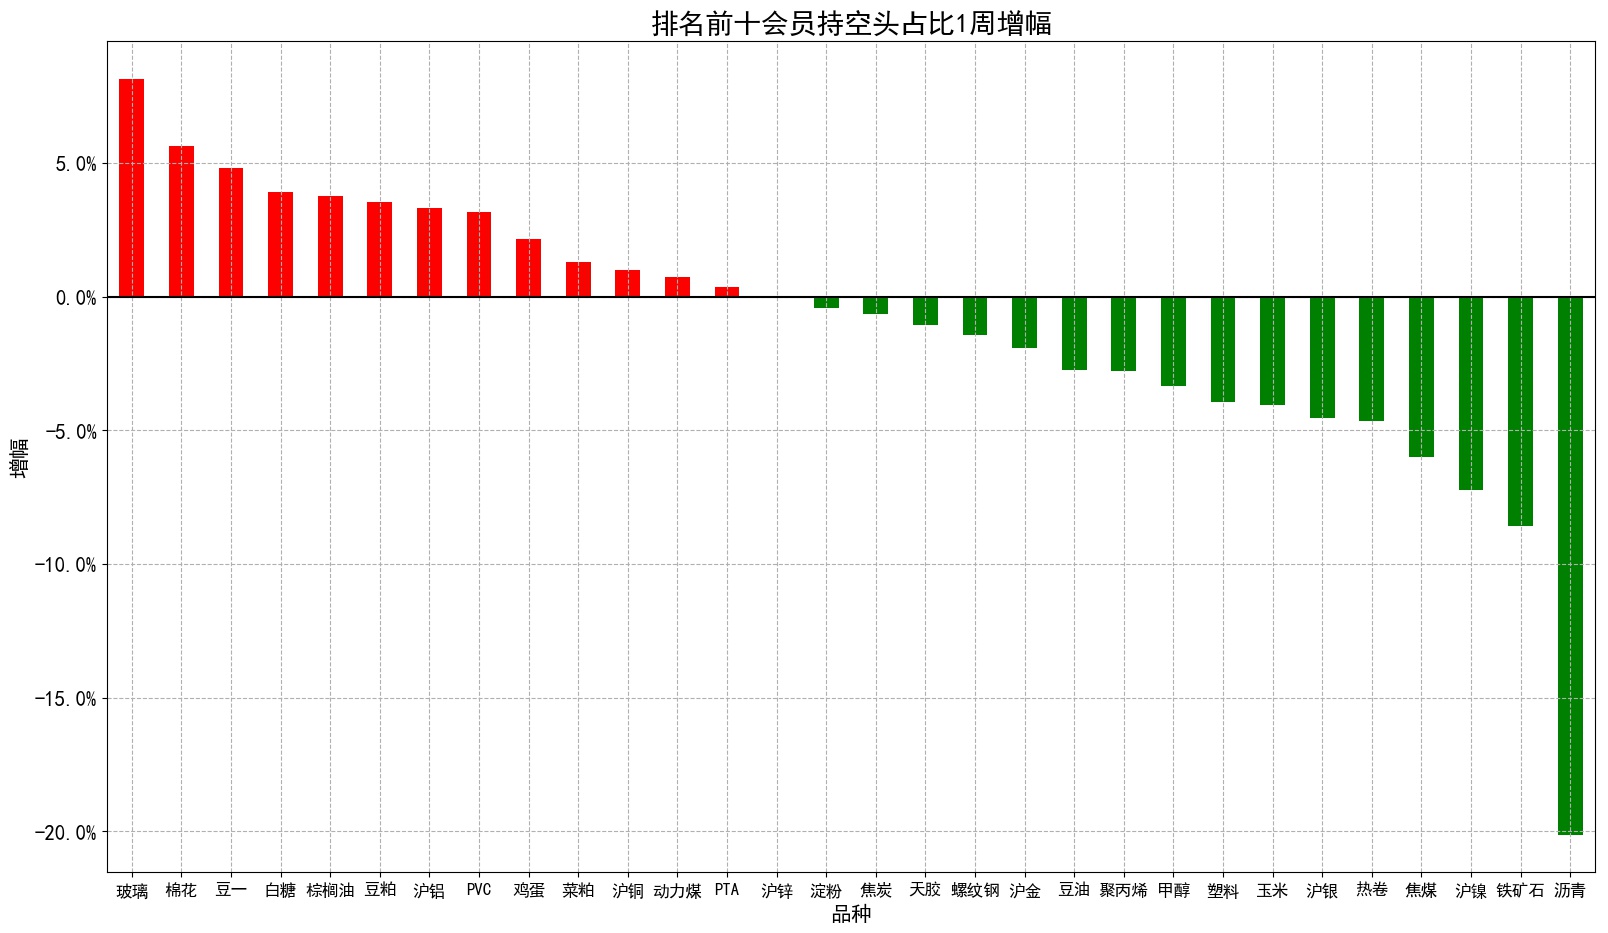 排名前十会员持空头占比1周增幅
5.0%
0.0%
-5.0%
-10.0%
-15.0%
-20.0%
增幅
玻璃 棉花 豆一 白糖 棕榈油 豆粕 沪铝 PVC 鸡蛋 菜粕 沪铜 动力煤 PTA 沪锌 淀粉 焦炭 天胶 螺纹钢 沪金 豆油 聚丙烯 甲醇 塑料 玉米 沪银 热卷 焦煤 沪镍 铁矿石 沥青
品种